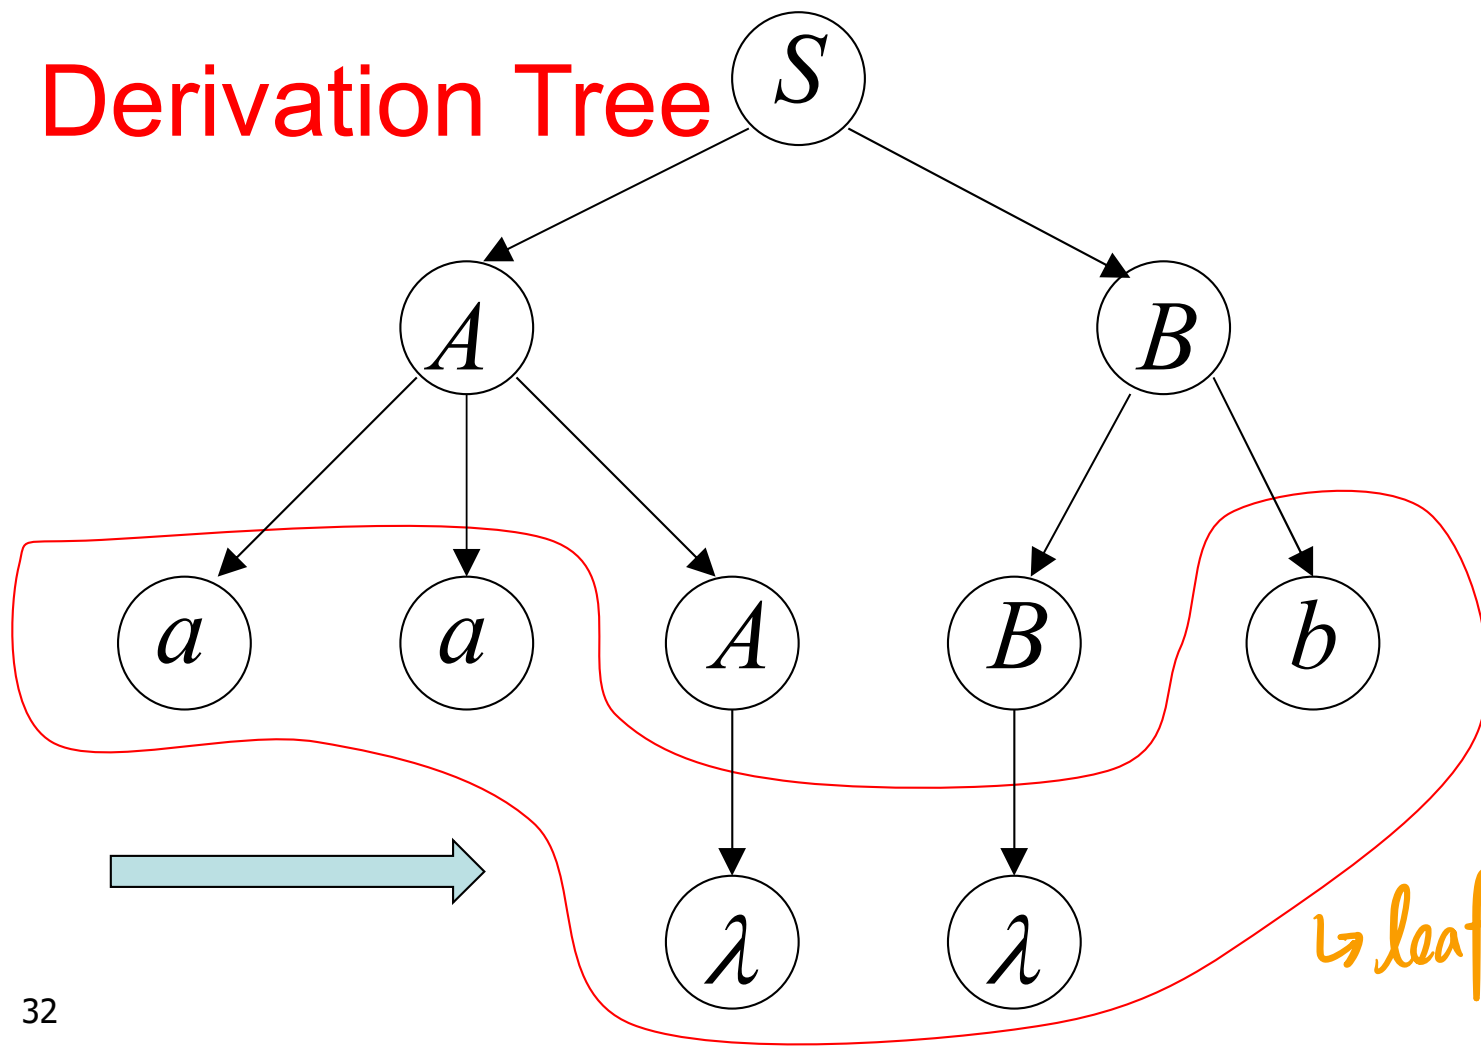 Derivation Tree
S
A B
a a A B b
λ λ
↳ leaf
32